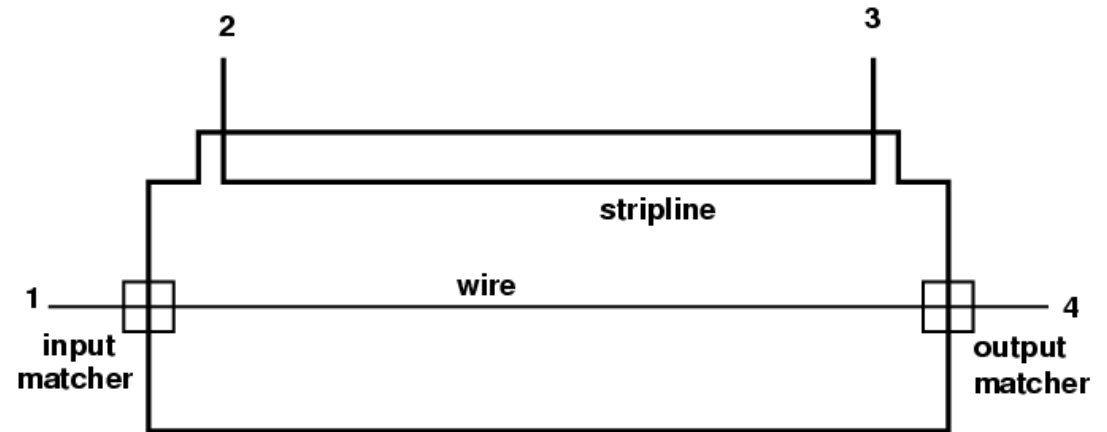 2
3
stripline
wire
1
4
input
matcher
output
matcher